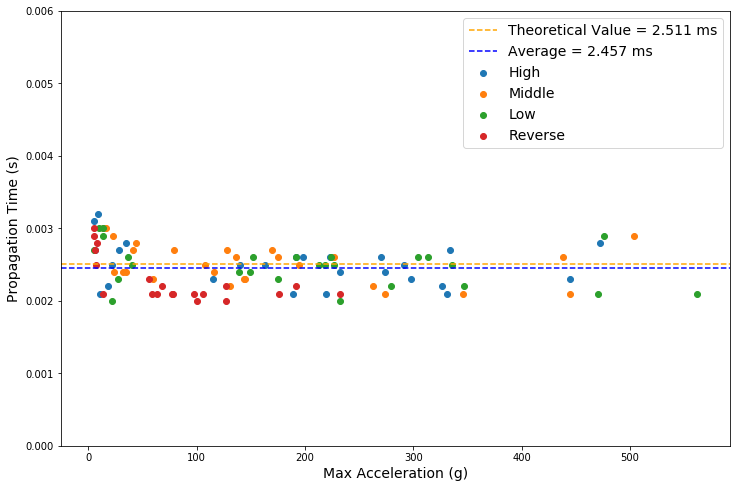 0.006
0.005
0.004
0.003
0.002
0.001
0.000
Propagation Time (s)
Theoretical Value = 2.511 ms
Average = 2.457 ms
High
Middle
Low
Reverse
0 100 200 300 400 500
Max Acceleration (g)